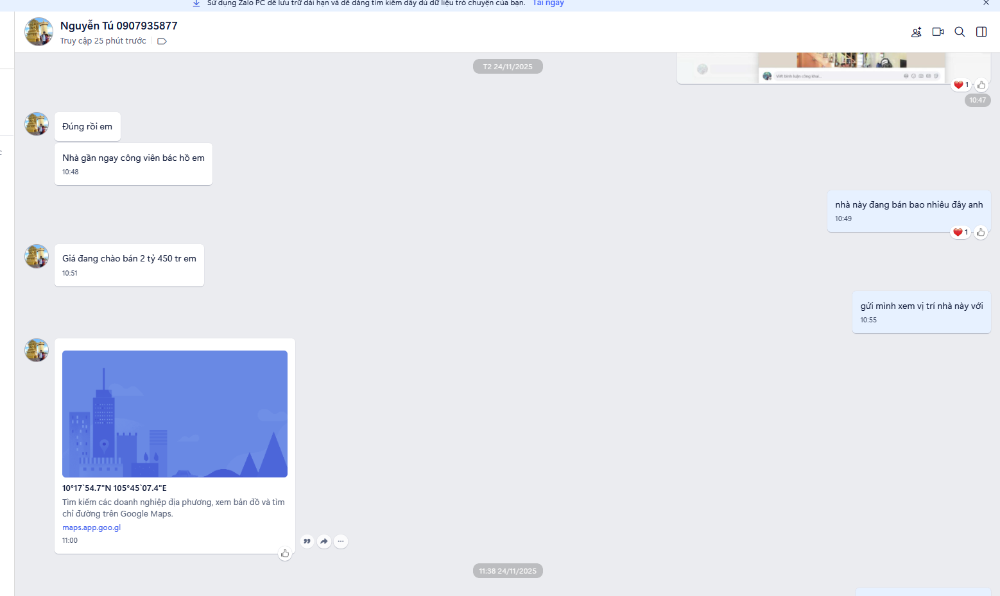 Sử dụng Zalo PC để lưu trữ dài hạn và dễ dàng tìm kiếm đầy đủ dữ liệu trò chuyện của bạn. Tải ngay
Nguyễn Tú 0907935877
Truy cập 25 phút trước
T2 24/11/2025
Viết bình luận công khai...
1
10:47
Đúng rồi em
Nhà gần ngay công viên bác hồ em
10:48
nhà này đang bán bao nhiêu đây anh
10:49
1
Giá đang chào bán 2 tỷ 450 tr em
10:51
gửi mình xem vị trí nhà này với
10:55
10°17`54.7"N 105°45`07.4"E
Tìm kiếm các doanh nghiệp địa phương, xem bản đồ và tìm
chỉ đường trên Google Maps.
maps.app.goo.gl
11:00
11:38 24/11/2025